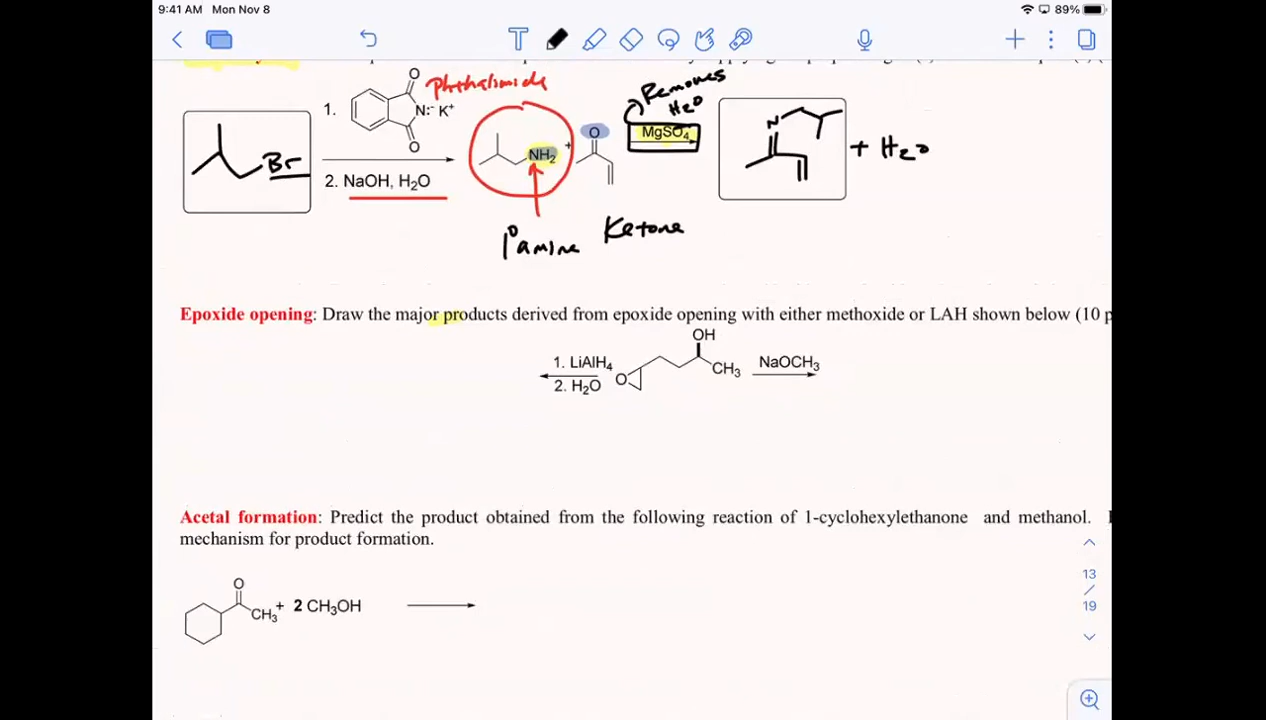 9:41 AM Mon Nov 8
89%
T
O
1.
N:⁻ K⁺
O
Phthalimide
Removes
H2O
Br
2. NaOH, H2O
NH2
+
O
MgSO4
N
+ H2O
1° amine
Ketone
Epoxide opening: Draw the major products derived from epoxide opening with either methoxide or LAH shown below (10 p
1. LiAlH4
2. H2O
O
OH
CH3
NaOCH3
Acetal formation: Predict the product obtained from the following reaction of 1-cyclohexylethanone and methanol.
mechanism for product formation.
O
CH3
+ 2 CH3OH
13
/
19